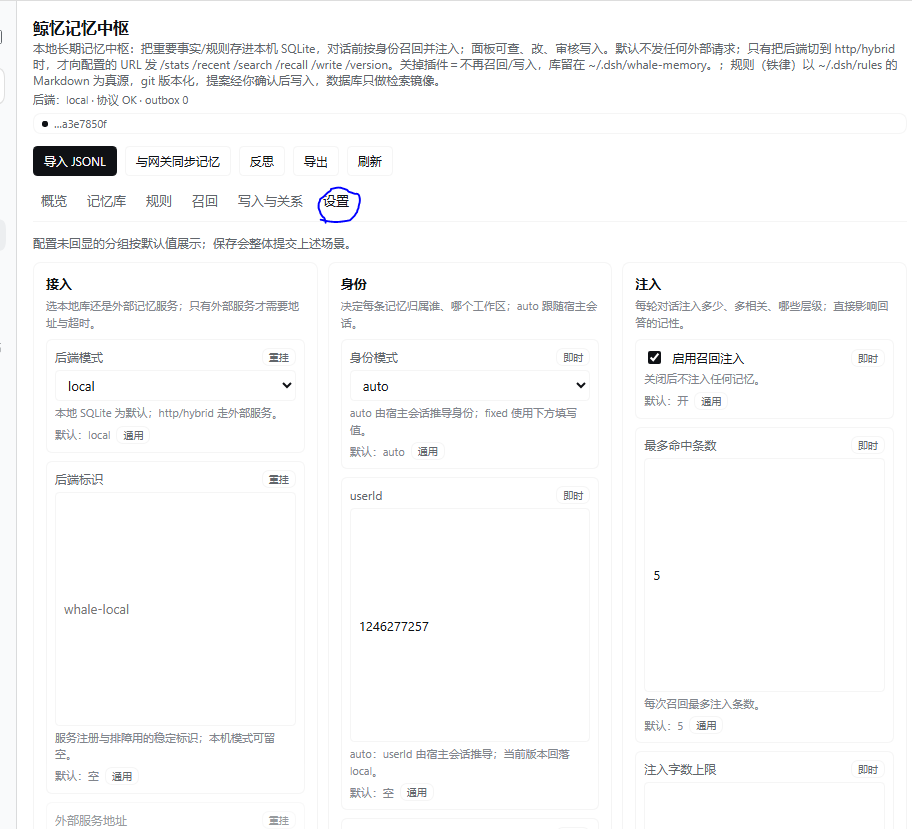 鲸忆记忆中枢
本地长期记忆中枢：把重要事实/规则存进本机 SQLite，对话前按身份召回并注入；面板可查、改、审核写入。默认不发任何外部请求；只有把后端切到 http/hybrid
时，才向配置的 URL 发 /stats /recent /search /recall /write /version。关掉插件＝不再召回/写入，库留在 ~/.dsh/whale-memory。；规则（铁律）以 ~/.dsh/rules 的
Markdown 为真源，git 版本化，提案经你确认后写入，数据库只做检索镜像。
后端：local · 协议 OK · outbox 0
...a3e7850f
导入 JSONL 与网关同步记忆 反思 导出 刷新
概览 记忆库 规则 召回 写入与关系 设置
配置未回显的分组按默认值展示；保存会整体提交上述场景。
接入
选本地库还是外部记忆服务；只有外部服务才需要地
址与超时。
后端模式 重挂
local
本地 SQLite 为默认；http/hybrid 走外部服务。
默认：local 通用
后端标识 重挂
whale-local
服务注册与排障用的稳定标识；本机模式可留
空。
默认：空 通用
外部服务地址 重挂
身份
决定每条记忆归属谁、哪个工作区；auto 跟随宿主会
话。
身份模式 即时
auto
auto 由宿主会话推导身份；fixed 使用下方填写
值。
默认：auto 通用
userId 即时
1246277257
auto：userId 由宿主会话推导；当前版本回落
local。
默认：空 通用
注入
每轮对话注入多少、多相关、哪些层级；直接影响回
答的记性。
启用召回注入 即时
关闭后不注入任何记忆。
默认：开 通用
最多命中条数 即时
5
每次召回最多注入条数。
默认：5 通用
注入字数上限 即时